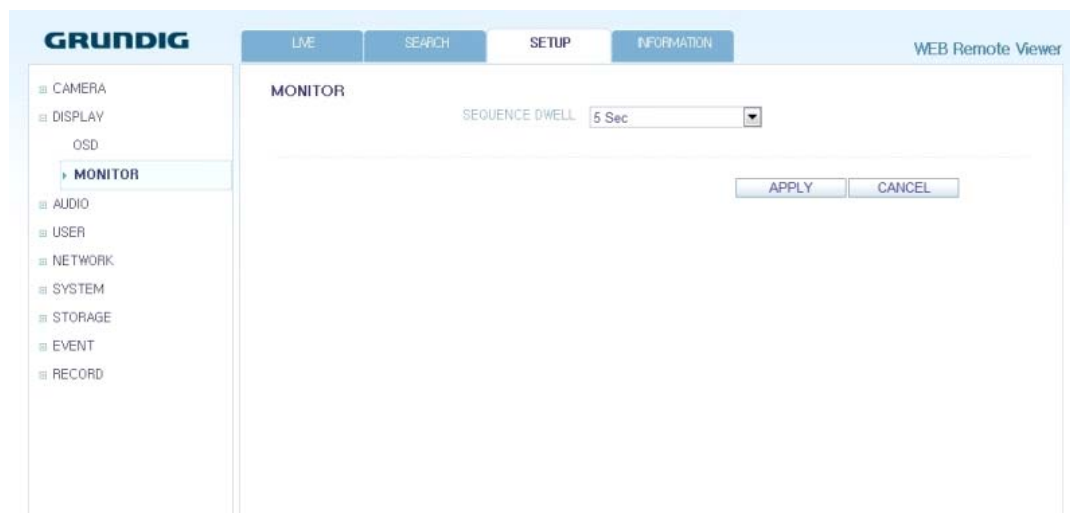 GRUNDIG
LIVE
SEARCH
SETUP
INFORMATION
WEB Remote Viewer
CAMERA
DISPLAY
OSD
MONITOR
AUDIO
USER
NETWORK
SYSTEM
STORAGE
EVENT
RECORD
MONITOR
SEQUENCE DWELL 5 Sec
APPLY CANCEL